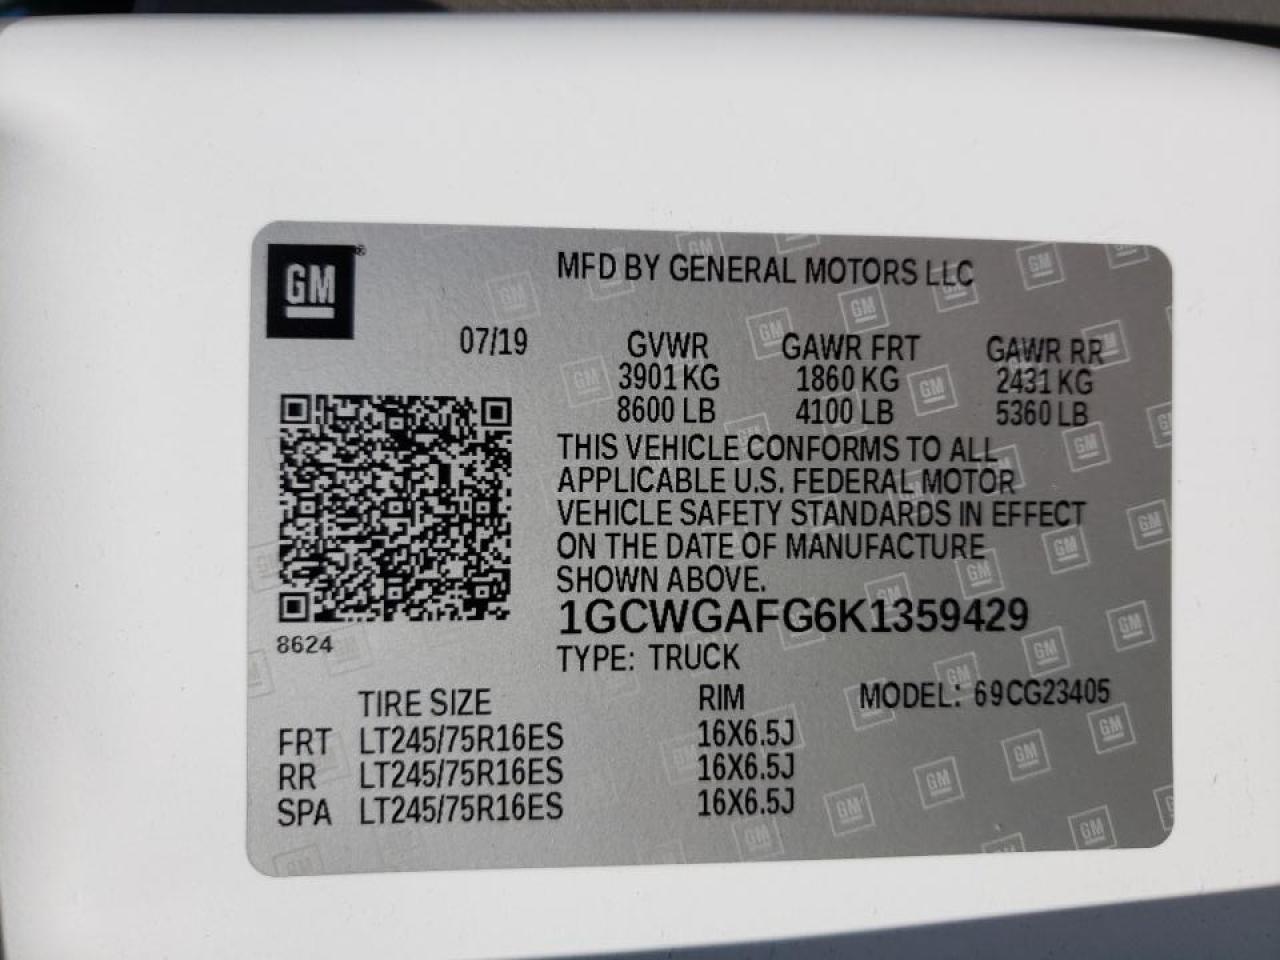 GM®
MFD BY GENERAL MOTORS LLC
07/19 GVWR GAWR FRT GAWR RR
3901 KG 1860 KG 2431 KG
8600 LB 4100 LB 5360 LB
THIS VEHICLE CONFORMS TO ALL
APPLICABLE U.S. FEDERAL MOTOR
VEHICLE SAFETY STANDARDS IN EFFECT
ON THE DATE OF MANUFACTURE
SHOWN ABOVE.
1GCWGAFG6K1359429
8624
TYPE: TRUCK
TIRE SIZE RIM MODEL: 69CG23405
FRT LT245/75R16ES 16X6.5J
RR LT245/75R16ES 16X6.5J
SPA LT245/75R16ES 16X6.5J